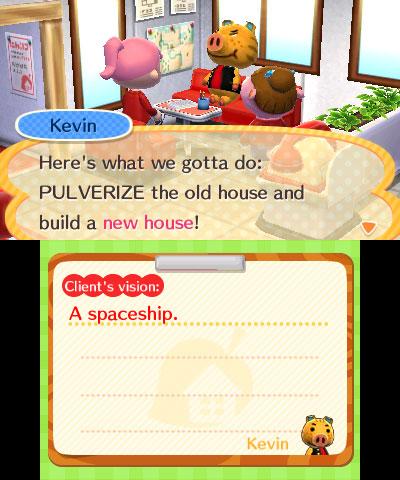 Kevin
Here's what we gotta do:
PULVERIZE the old house and
build a new house!
Client's vision:
A spaceship.
Kevin